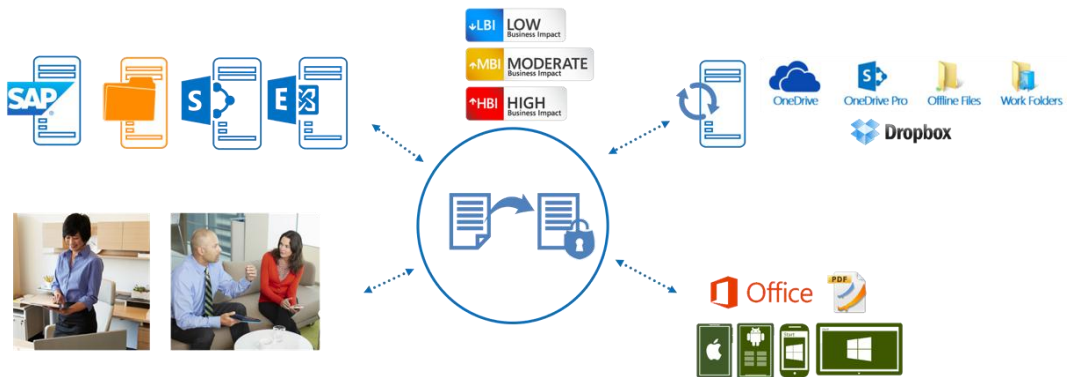 ↓LBI LOW
Business Impact
↑MBI MODERATE
Business Impact
↑HBI HIGH
Business Impact
SAP
S
E
OneDrive
S
OneDrive Pro
Offline Files
Work Folders
Dropbox
Office
PDF
Start